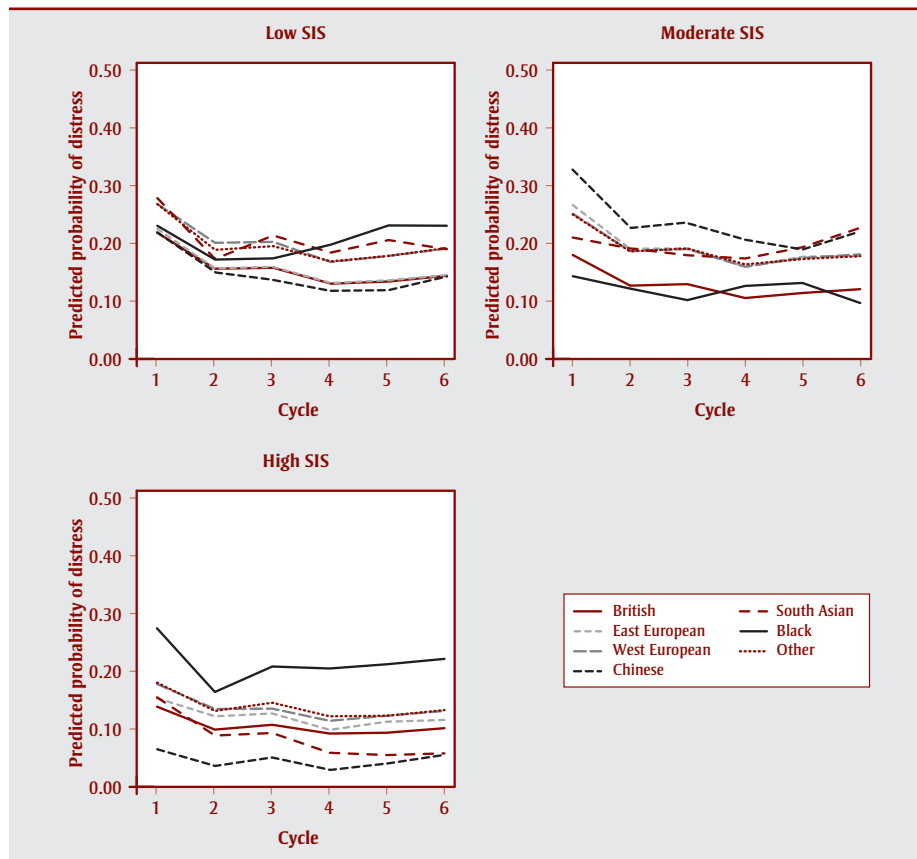 Low SIS
Predicted probability of distress
0.50
0.40
0.30
0.20
0.10
0.00
1 2 3 4 5 6
Cycle
Moderate SIS
Predicted probability of distress
0.50
0.40
0.30
0.20
0.10
0.00
1 2 3 4 5 6
Cycle
High SIS
Predicted probability of distress
0.50
0.40
0.30
0.20
0.10
0.00
1 2 3 4 5 6
Cycle
British
East European
West European
Chinese
South Asian
Black
Other